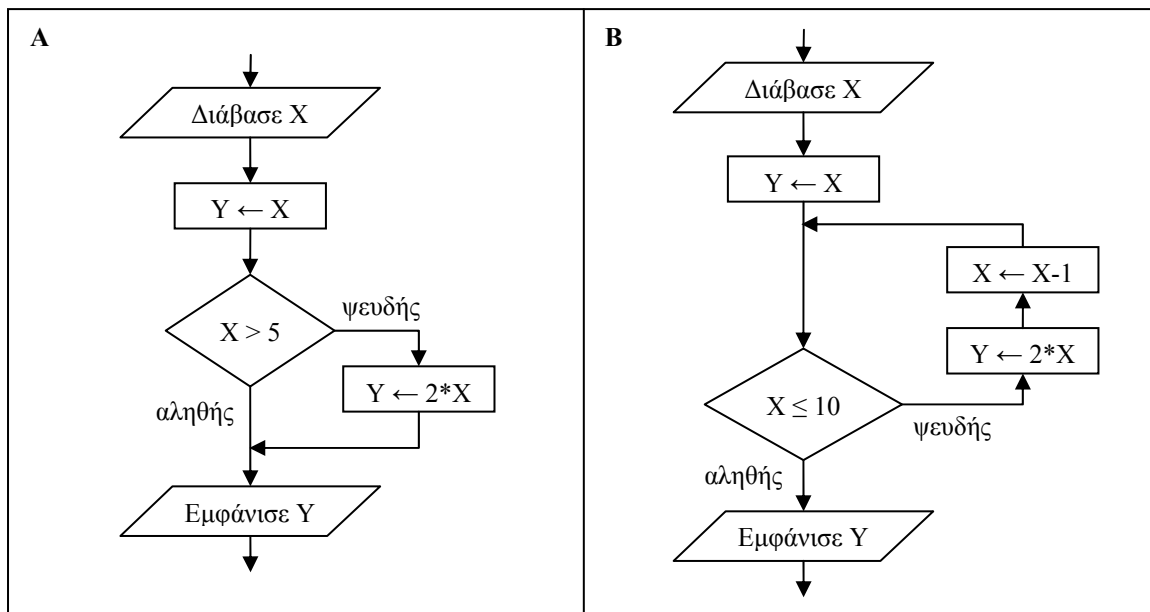 Α
Διάβασε Χ
Υ ← Χ
Χ > 5
ψευδής
Υ ← 2*Χ
αληθής
Εμφάνισε Υ
Β
Διάβασε Χ
Υ ← Χ
Χ ← Χ-1
Υ ← 2*Χ
Χ ≤ 10
ψευδής
αληθής
Εμφάνισε Υ